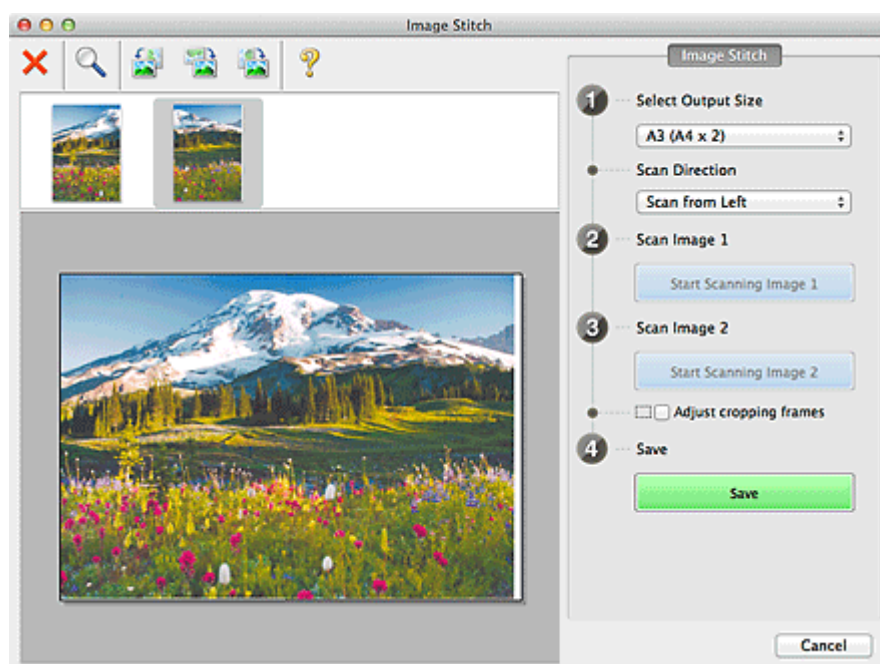 Image Stitch
?
Image Stitch
1 Select Output Size
A3 (A4 x 2)
Scan Direction
Scan from Left
2 Scan Image 1
Start Scanning Image 1
3 Scan Image 2
Start Scanning Image 2
Adjust cropping frames
4 Save
Save
Cancel